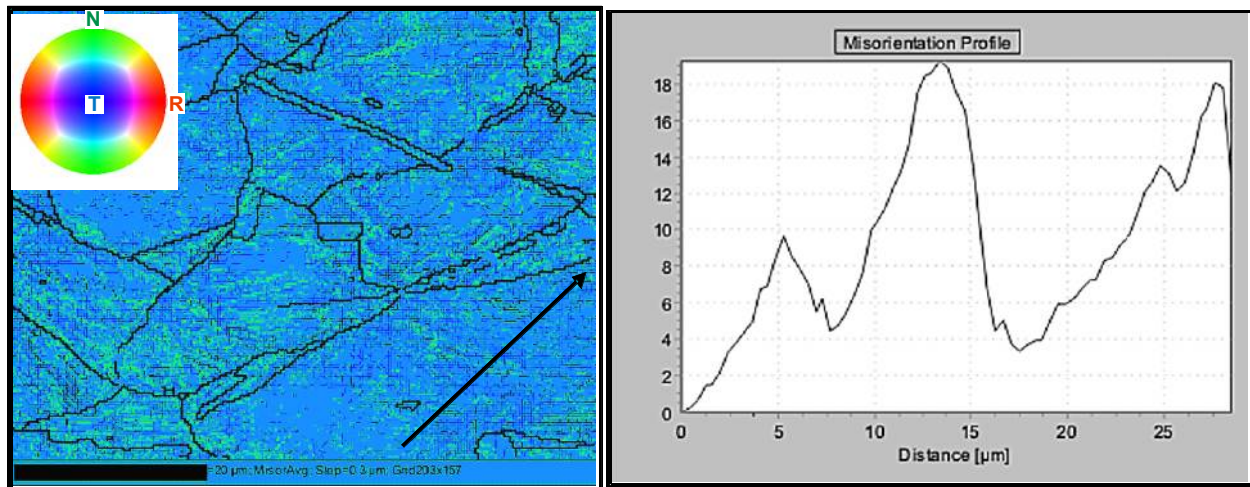 N
T
R
=20 µm; MisorAvg; Step=0.3 µm; Grid203x157
Misorientation Profile
18
16
14
12
10
8
6
4
2
0
0 5 10 15 20 25
Distance [µm]